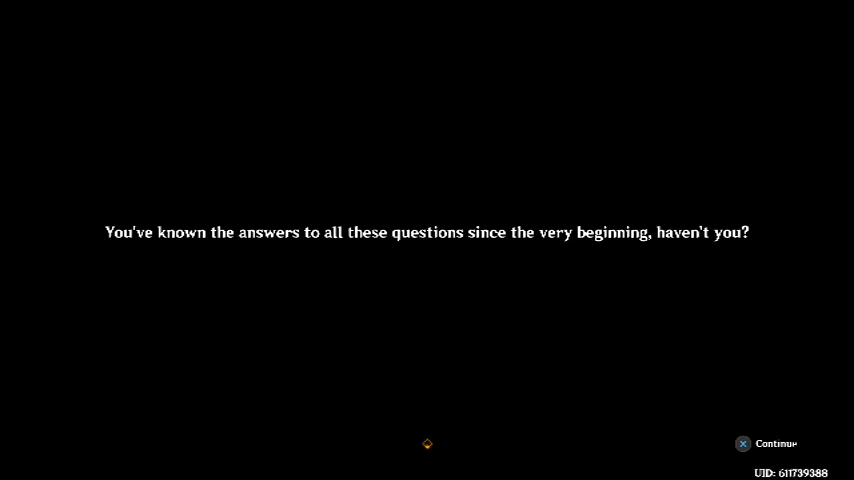 You've known the answers to all these questions since the very beginning, haven't you?
Continue
UID: 611739388